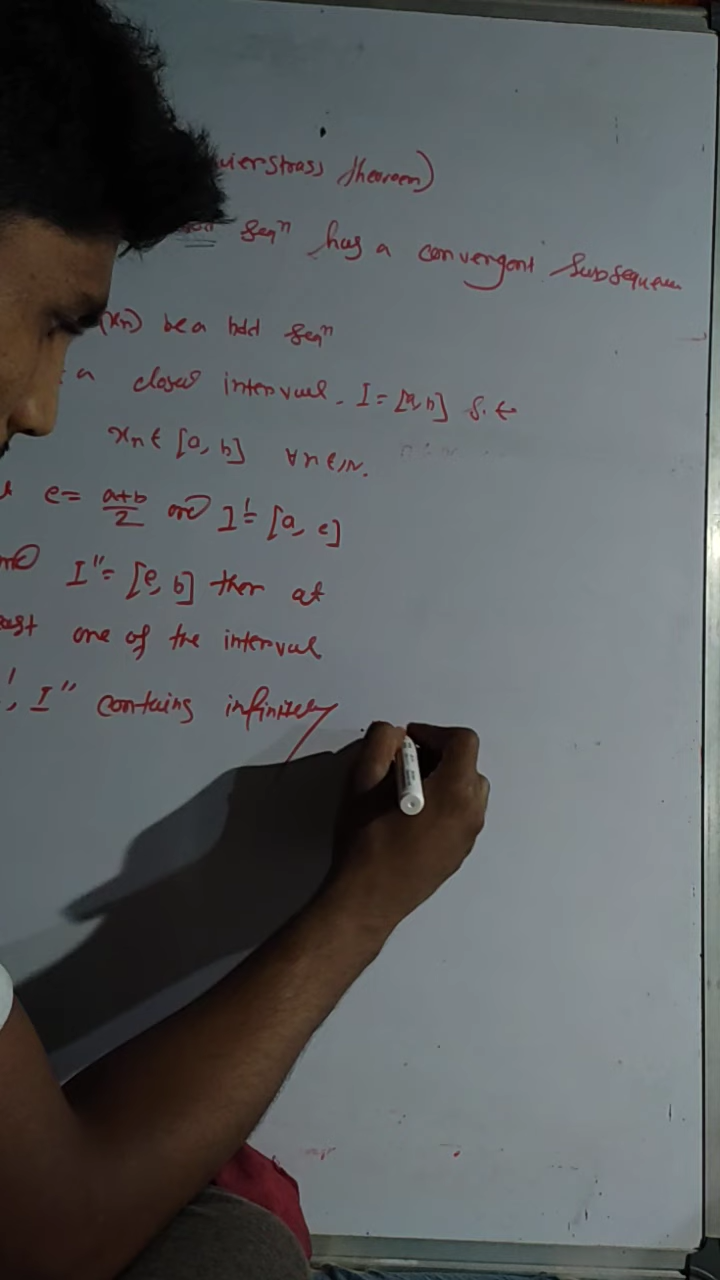 ierstrass theorem)
seqⁿ has a convergent subsequen
(xn) be a bdd seqⁿ
a closed interval. I = [a, b] s.t
xn ∈ [a, b] ∀ n ∈ IN.
c = a+b/2 and I' = [a, c]
I'' = [c, b] then at
one of the interval
', I'' contains infinitely